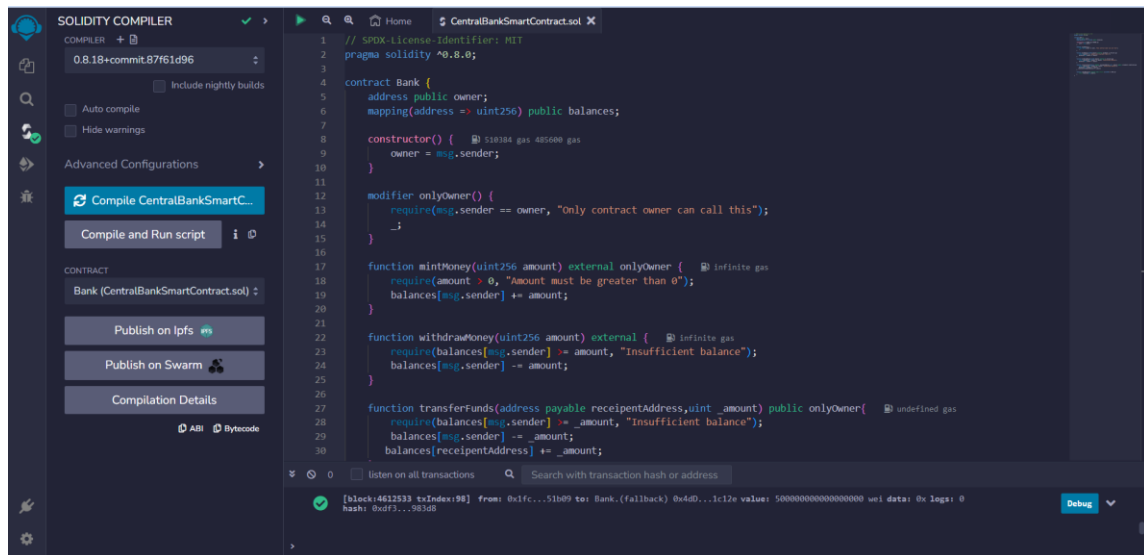 SOLIDITY COMPILER
COMPILER
0.8.18+commit.87f61d96
Include nightly builds
Auto compile
Hide warnings
Advanced Configurations
Compile CentralBankSmartC...
Compile and Run script
CONTRACT
Bank (CentralBankSmartContract.sol)
Publish on Ipfs
Publish on Swarm
Compilation Details
ABI Bytecode
Home CentralBankSmartContract.sol
1 // SPDX-License-Identifier: MIT
2 pragma solidity ^0.8.0;
3
4 contract Bank {
5 address public owner;
6 mapping(address => uint256) public balances;
7
8 constructor() { 510384 gas 485600 gas
9 owner = msg.sender;
10 }
11
12 modifier onlyOwner() {
13 require(msg.sender == owner, "Only contract owner can call this");
14 _;
15 }
16
17 function mintMoney(uint256 amount) external onlyOwner { infinite gas
18 require(amount > 0, "Amount must be greater than 0");
19 balances[msg.sender] += amount;
20 }
21
22 function withdrawMoney(uint256 amount) external { infinite gas
23 require(balances[msg.sender] >= amount, "Insufficient balance");
24 balances[msg.sender] -= amount;
25 }
26
27 function transferFunds(address payable receipentAddress,uint _amount) public onlyOwner{ undefined gas
28 require(balances[msg.sender] >= _amount, "Insufficient balance");
29 balances[msg.sender] -= _amount;
30 balances[receipentAddress] += _amount;
0 listen on all transactions Search with transaction hash or address
[block:4612533 txIndex:98] from: 0x1fc...51b09 to: Bank.(fallback) 0x4dD...1c12e value: 500000000000000000 wei data: 0x logs: 0
hash: 0xdf3...983d8
Debug
>